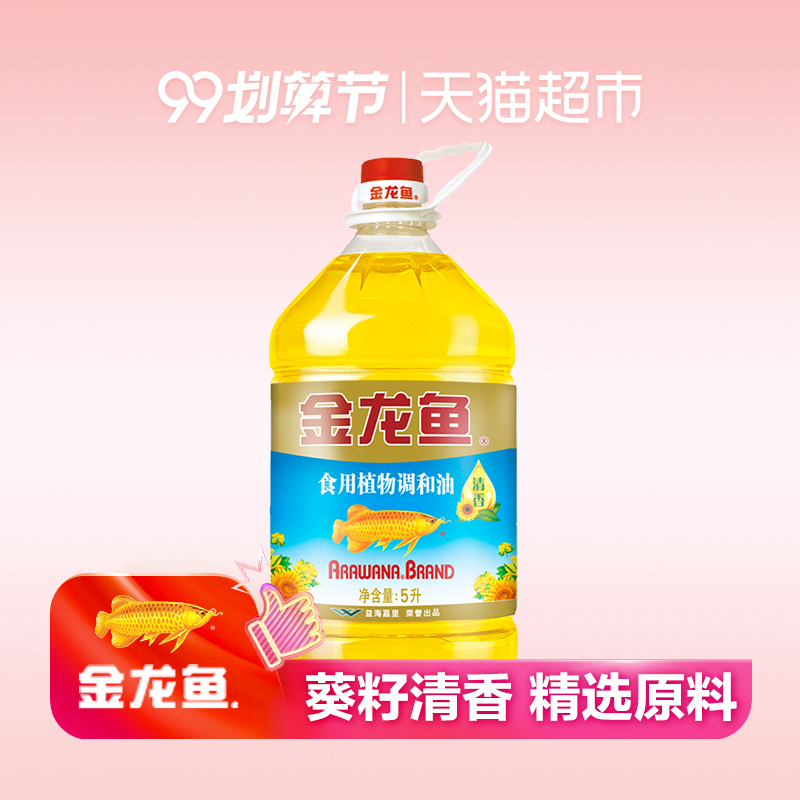 99划算节|天猫超市
金龙鱼®
金龙鱼®
食用植物调和油
清香
ARAWANA®BRAND
净含量:5升
益海嘉里 荣誉出品
金龙鱼®
葵籽清香 精选原料